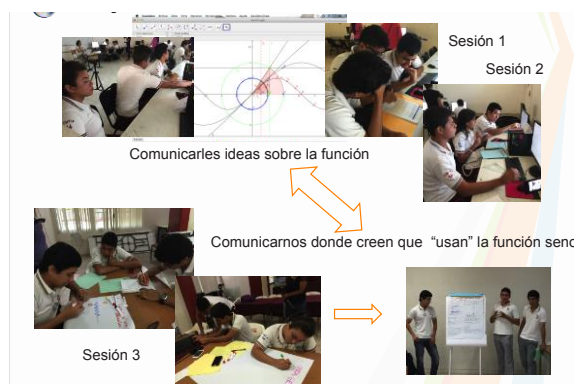 Sesión 1
Sesión 2
Comunicarles ideas sobre la función
Comunicarnos donde creen que “usan” la función seno
Sesión 3